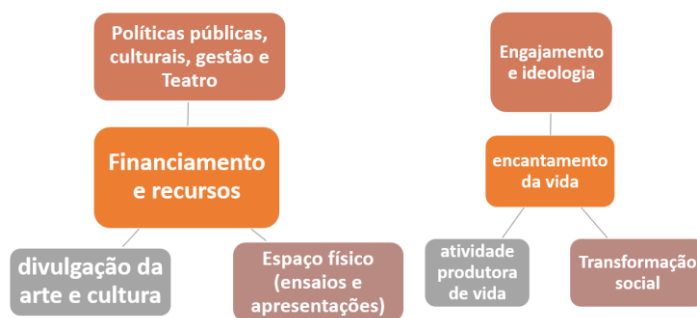 Políticas públicas,
culturais, gestão e
Teatro
Financiamento
e recursos
divulgação da
arte e cultura
Espaço físico
(ensaios e
apresentações)
Engajamento
e ideologia
encantamento
da vida
atividade
produtora
de vida
Transformação
social